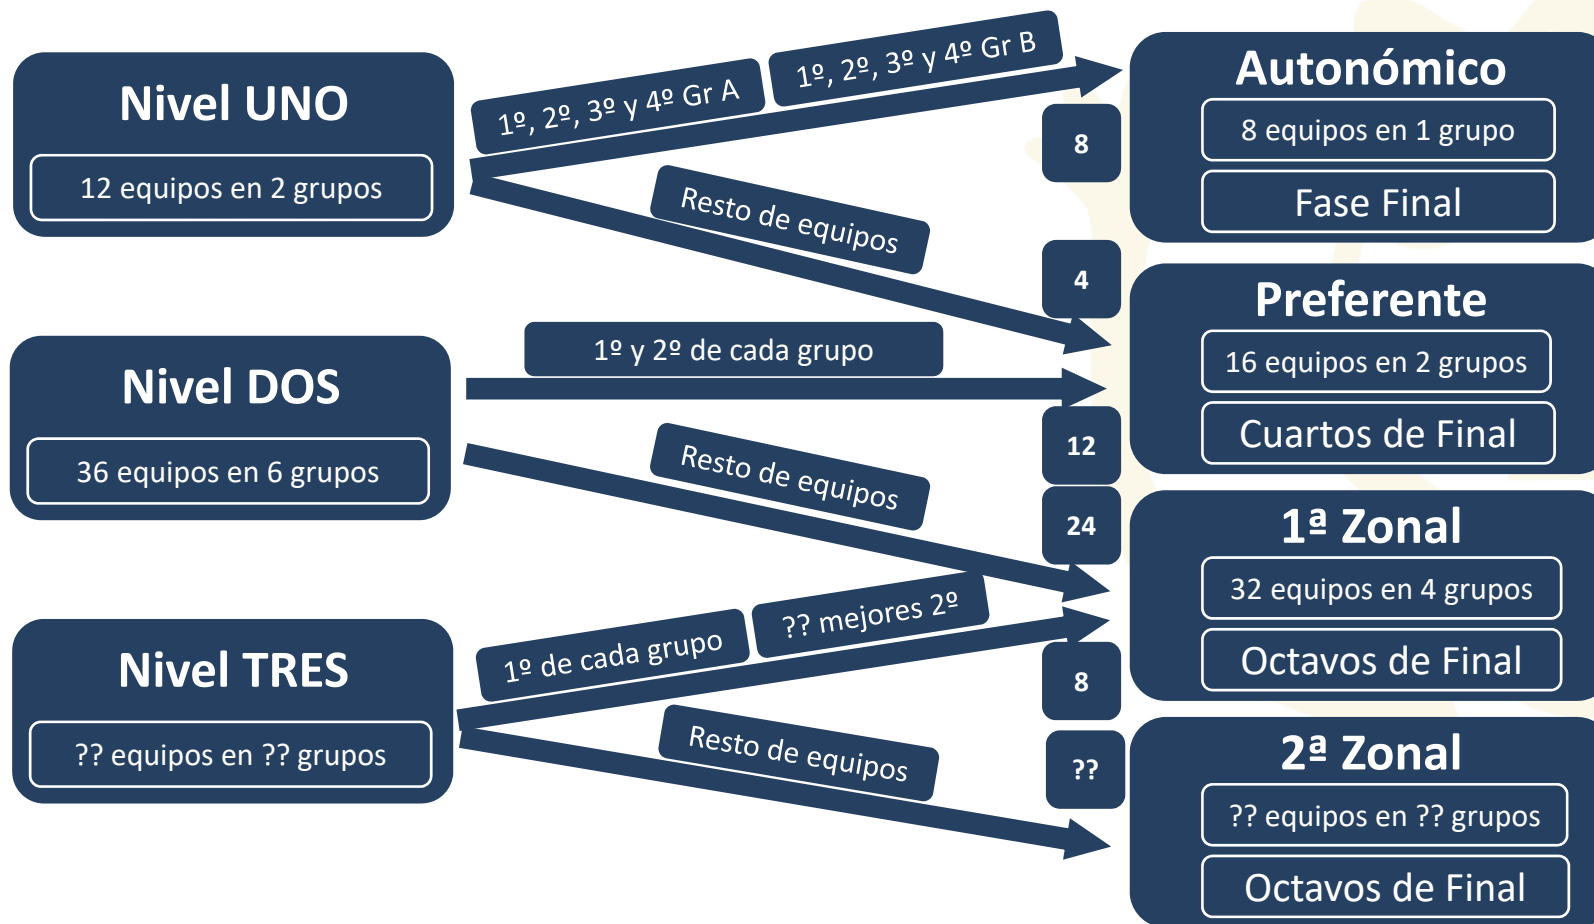 Nivel UNO
12 equipos en 2 grupos
1º, 2º, 3º y 4º Gr A
1º, 2º, 3º y 4º Gr B
Resto de equipos
8
4
Autonómico
8 equipos en 1 grupo
Fase Final
Nivel DOS
36 equipos en 6 grupos
1º y 2º de cada grupo
Resto de equipos
12
24
Preferente
16 equipos en 2 grupos
Cuartos de Final
Nivel TRES
?? equipos en ?? grupos
1º de cada grupo
?? mejores 2º
Resto de equipos
8
??
1ª Zonal
32 equipos en 4 grupos
Octavos de Final
2ª Zonal
?? equipos en ?? grupos
Octavos de Final